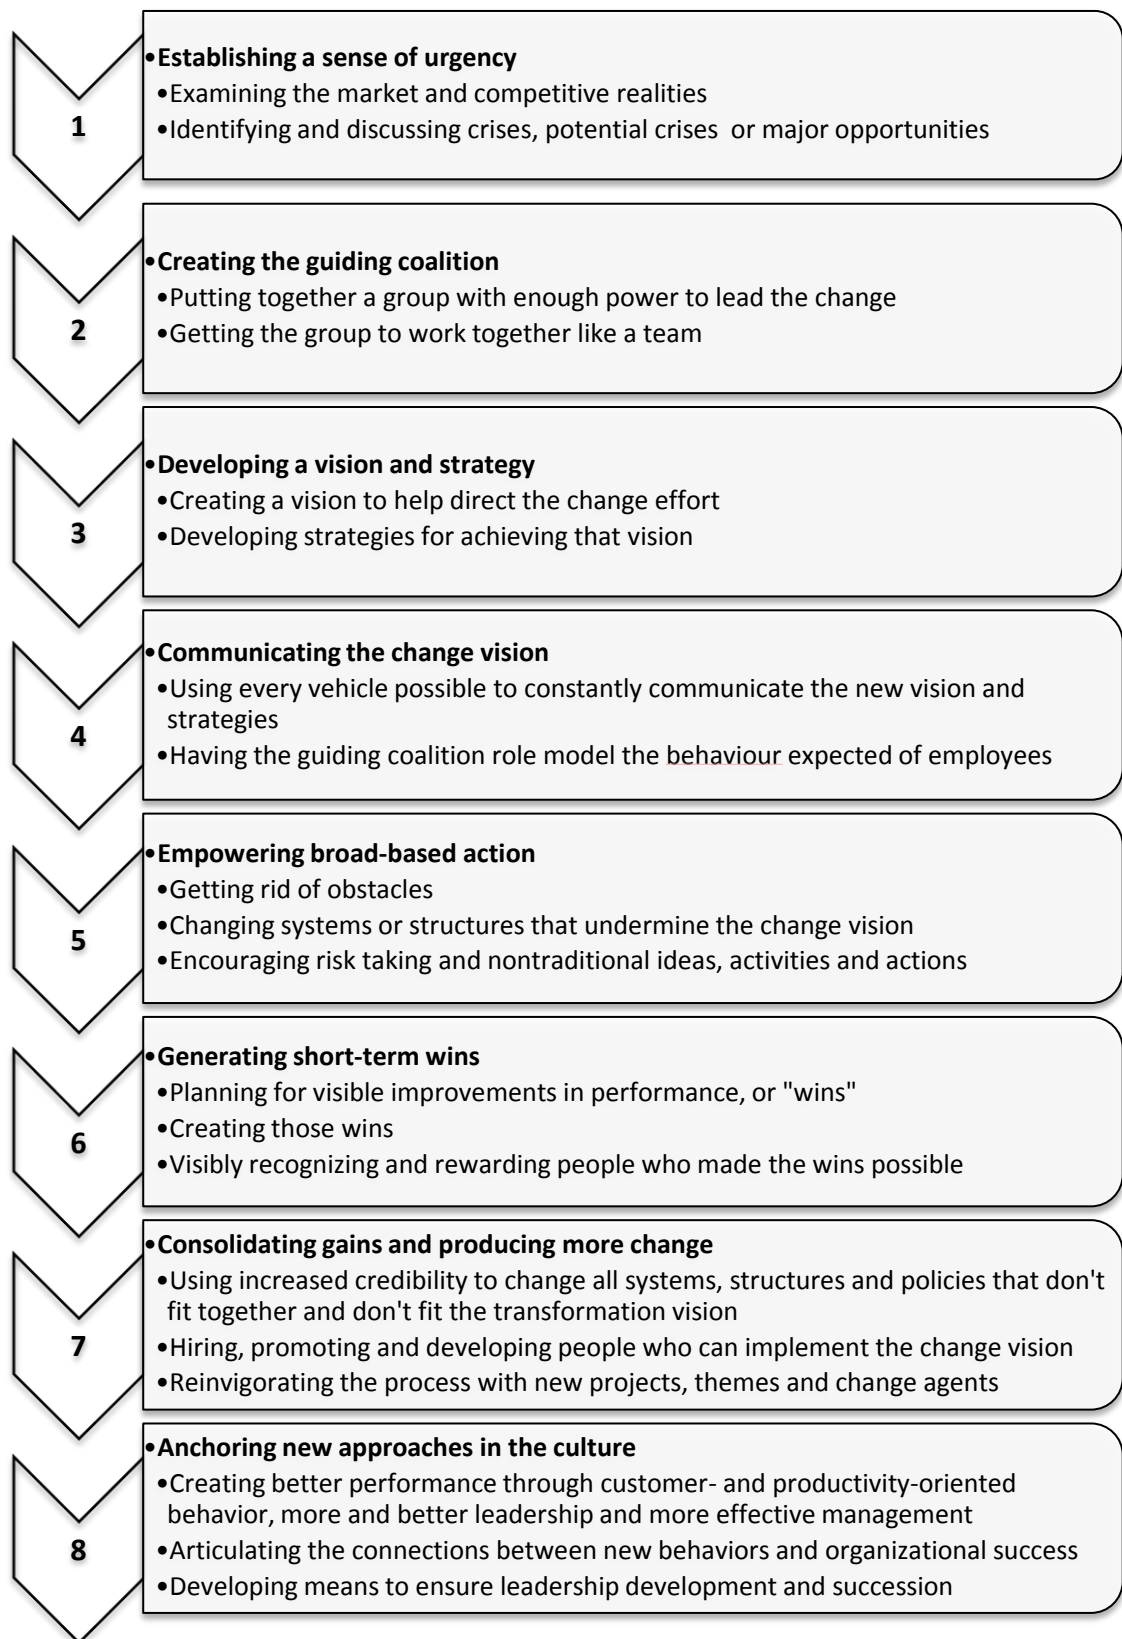 1
•Establishing a sense of urgency
•Examining the market and competitive realities
•Identifying and discussing crises, potential crises  or major opportunities
2
•Creating the guiding coalition
•Putting together a group with enough power to lead the change
•Getting the group to work together like a team
3
•Developing a vision and strategy
•Creating a vision to help direct the change effort
•Developing strategies for achieving that vision
4
•Communicating the change vision
•Using every vehicle possible to constantly communicate the new vision and
strategies
•Having the guiding coalition role model the behaviour expected of employees
5
•Empowering broad-based action
•Getting rid of obstacles
•Changing systems or structures that undermine the change vision
•Encouraging risk taking and nontraditional ideas, activities and actions
6
•Generating short-term wins
•Planning for visible improvements in performance, or "wins"
•Creating those wins
•Visibly recognizing and rewarding people who made the wins possible
7
•Consolidating gains and producing more change
•Using increased credibility to change all systems, structures and policies that don't
fit together and don't fit the transformation vision
•Hiring, promoting and developing people who can implement the change vision
•Reinvigorating the process with new projects, themes and change agents
8
•Anchoring new approaches in the culture
•Creating better performance through customer- and productivity-oriented
behavior, more and better leadership and more effective management
•Articulating the connections between new behaviors and organizational success
•Developing means to ensure leadership development and succession